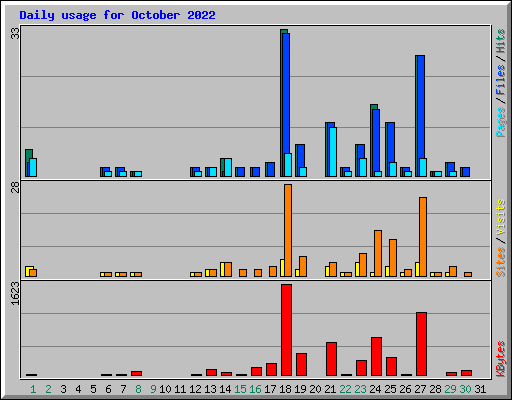 Daily usage for October 2022
33
Pages/Files/Hits
28
Sites/Visits
1623
KBytes
1 2 3 4 5 6 7 8 9 10 11 12 13 14 15 16 17 18 19 20 21 22 23 24 25 26 27 28 29 30 31